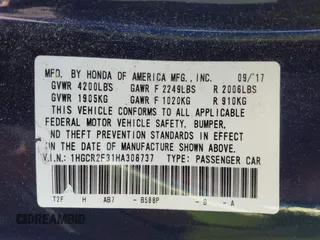 MFD. BY HONDA OF AMERICA MFG., INC. 09/17
GVWR 4200LBS GAWR F 2249LBS R 2006LBS
GVWR 1905KG GAWR F 1020KG R 910KG
THIS VEHICLE CONFORMS TO ALL APPLICABLE
FEDERAL MOTOR VEHICLE SAFETY, BUMPER,
AND THEFT PREVENTION STANDARDS IN EFFECT
ON THE DATE OF MANUFACTURE SHOWN ABOVE.
V.I.N. 1HGCR2F31HA306737 TYPE: PASSENGER CAR
T2F H AB7 - B588P - D - A
DREAMBID